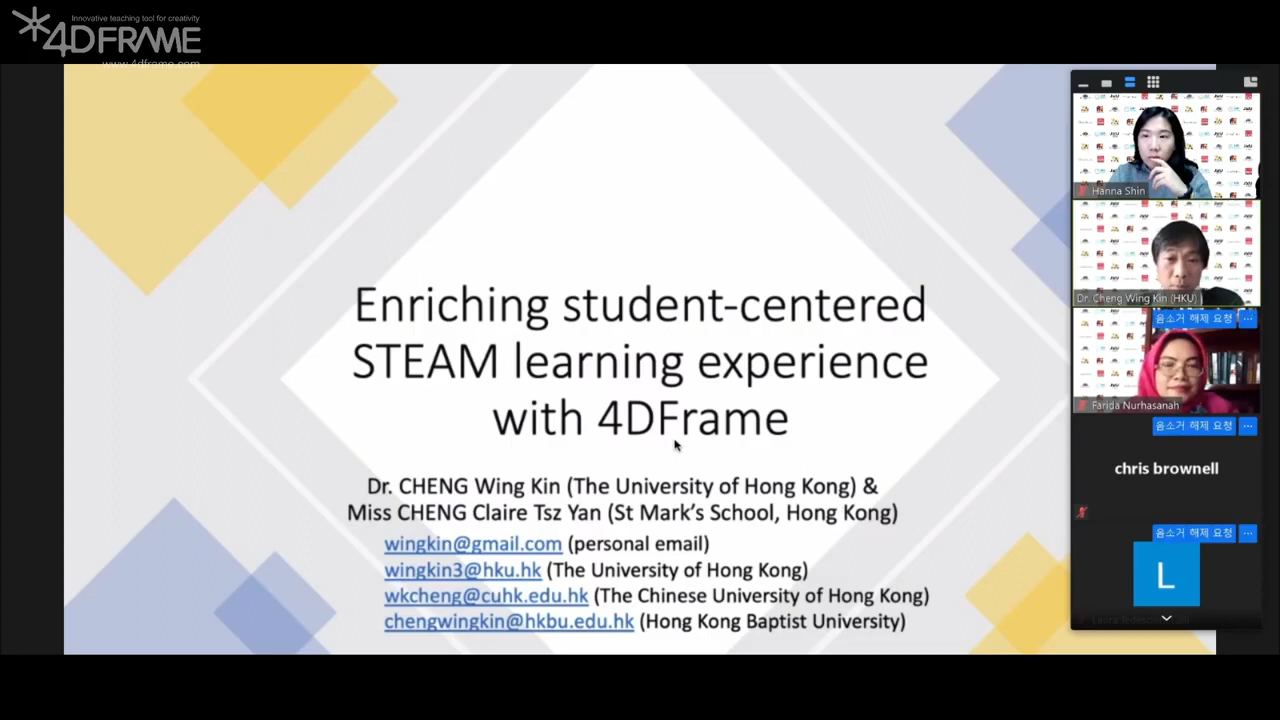 Innovative teaching tool for creativity
4DFRAME
www.4dframe.com
Enriching student-centered
STEAM learning experience
with 4DFrame
Dr. CHENG Wing Kin (The University of Hong Kong) &
Miss CHENG Claire Tsz Yan (St Mark's School, Hong Kong)
wingkin@gmail.com (personal email)
wingkin3@hku.hk (The University of Hong Kong)
wkcheng@cuhk.edu.hk (The Chinese University of Hong Kong)
chengwingkin@hkbu.edu.hk (Hong Kong Baptist University)
Hanna Shin
Dr. Cheng Wing Kin (HKU)
음소거 해제 요청 ...
Farida Nurhasanah
음소거 해제 요청 ...
chris brownell
음소거 해제 요청 ...
L